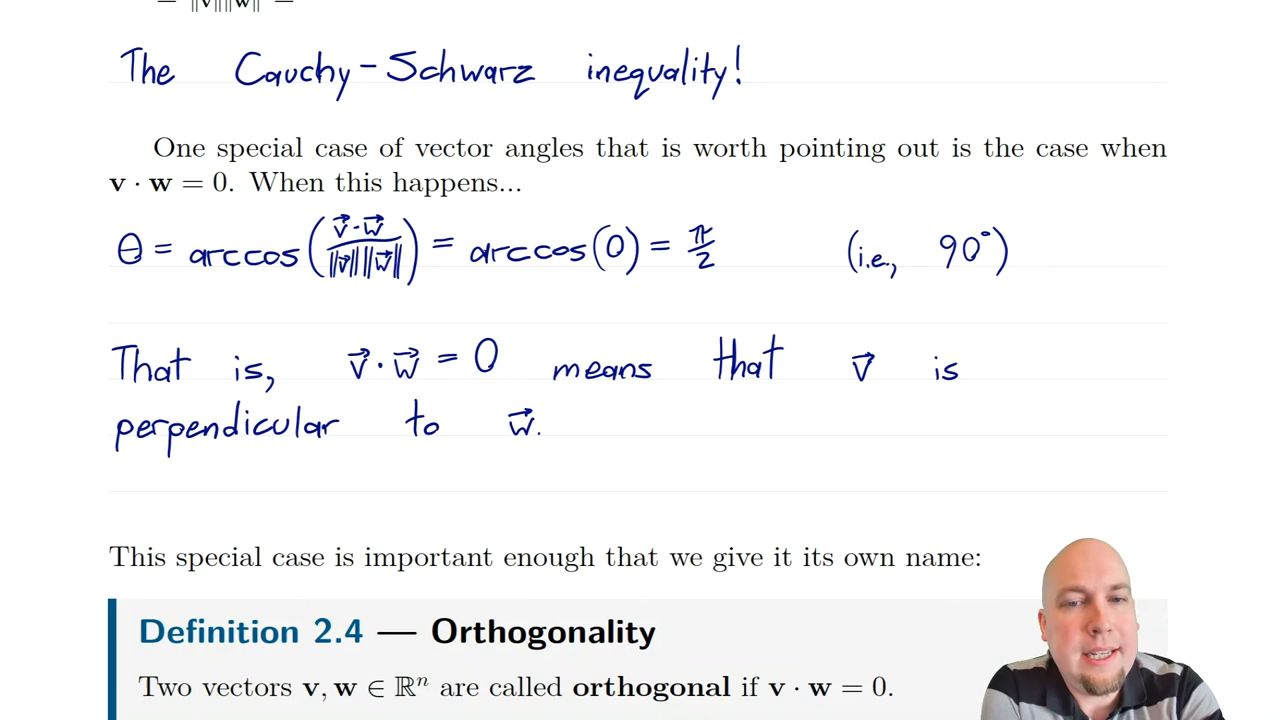 = ‖v‖‖w‖ =
The Cauchy-Schwarz inequality!
One special case of vector angles that is worth pointing out is the case when
v · w = 0. When this happens...
θ = arccos(v⃗·w⃗ / ‖v⃗‖‖w⃗‖) = arccos(0) = π/2 (i.e., 90°)
That is, v⃗·w⃗ = 0 means that v⃗ is
perpendicular to w⃗.
This special case is important enough that we give it its own name:
Definition 2.4 — Orthogonality
Two vectors v, w ∈ ℝⁿ are called orthogonal if v · w = 0.